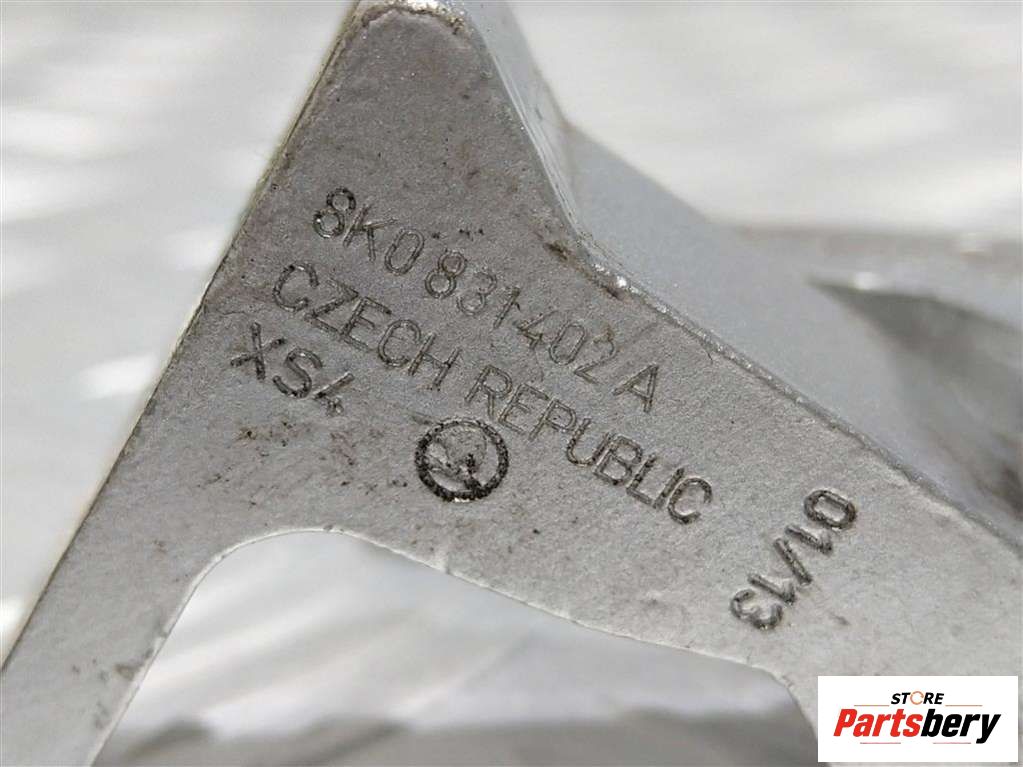 8K0 831 402 A
CZECH REPUBLIC
XS4
01/13
STORE
Partsbery